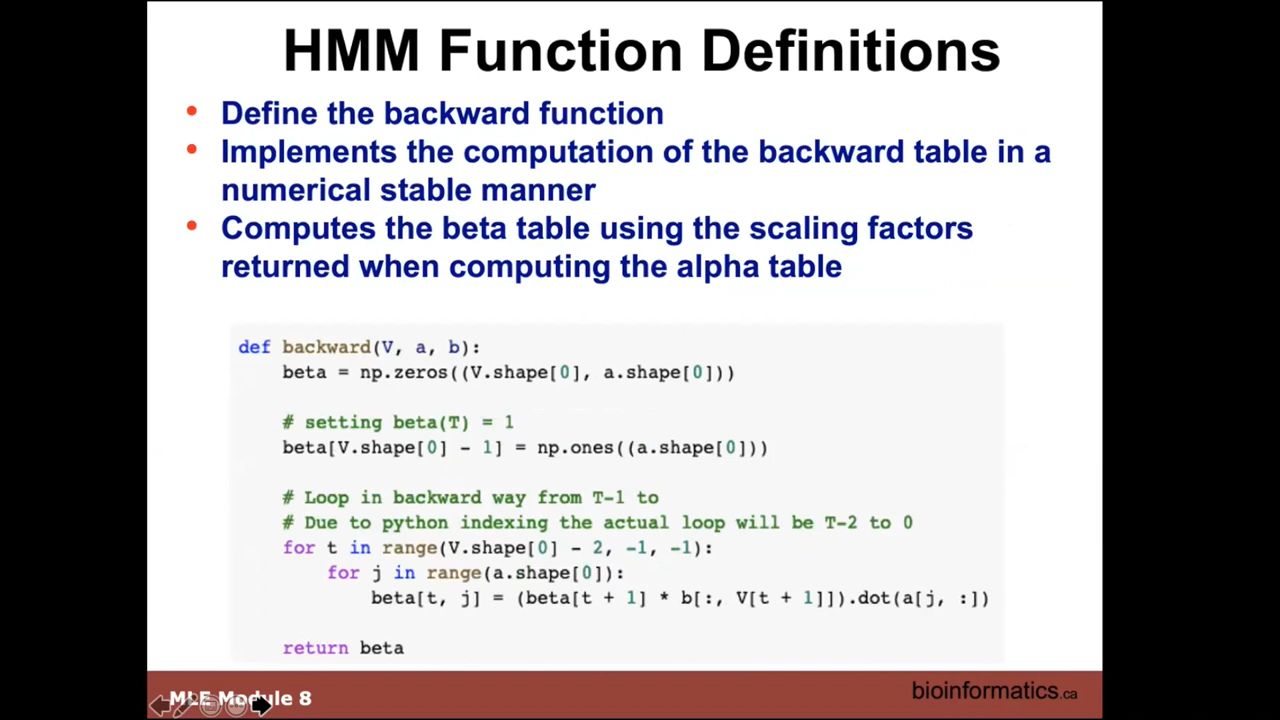 HMM Function Definitions
• Define the backward function
• Implements the computation of the backward table in a
numerical stable manner
• Computes the beta table using the scaling factors
returned when computing the alpha table
def backward(V, a, b):
    beta = np.zeros((V.shape[0], a.shape[0]))
    # setting beta(T) = 1
    beta[V.shape[0] - 1] = np.ones((a.shape[0]))
    # Loop in backward way from T-1 to
    # Due to python indexing the actual loop will be T-2 to 0
    for t in range(V.shape[0] - 2, -1, -1):
        for j in range(a.shape[0]):
            beta[t, j] = (beta[t + 1] * b[:, V[t + 1]]).dot(a[j, :])
    return beta
MLE Module 8
bioinformatics.ca